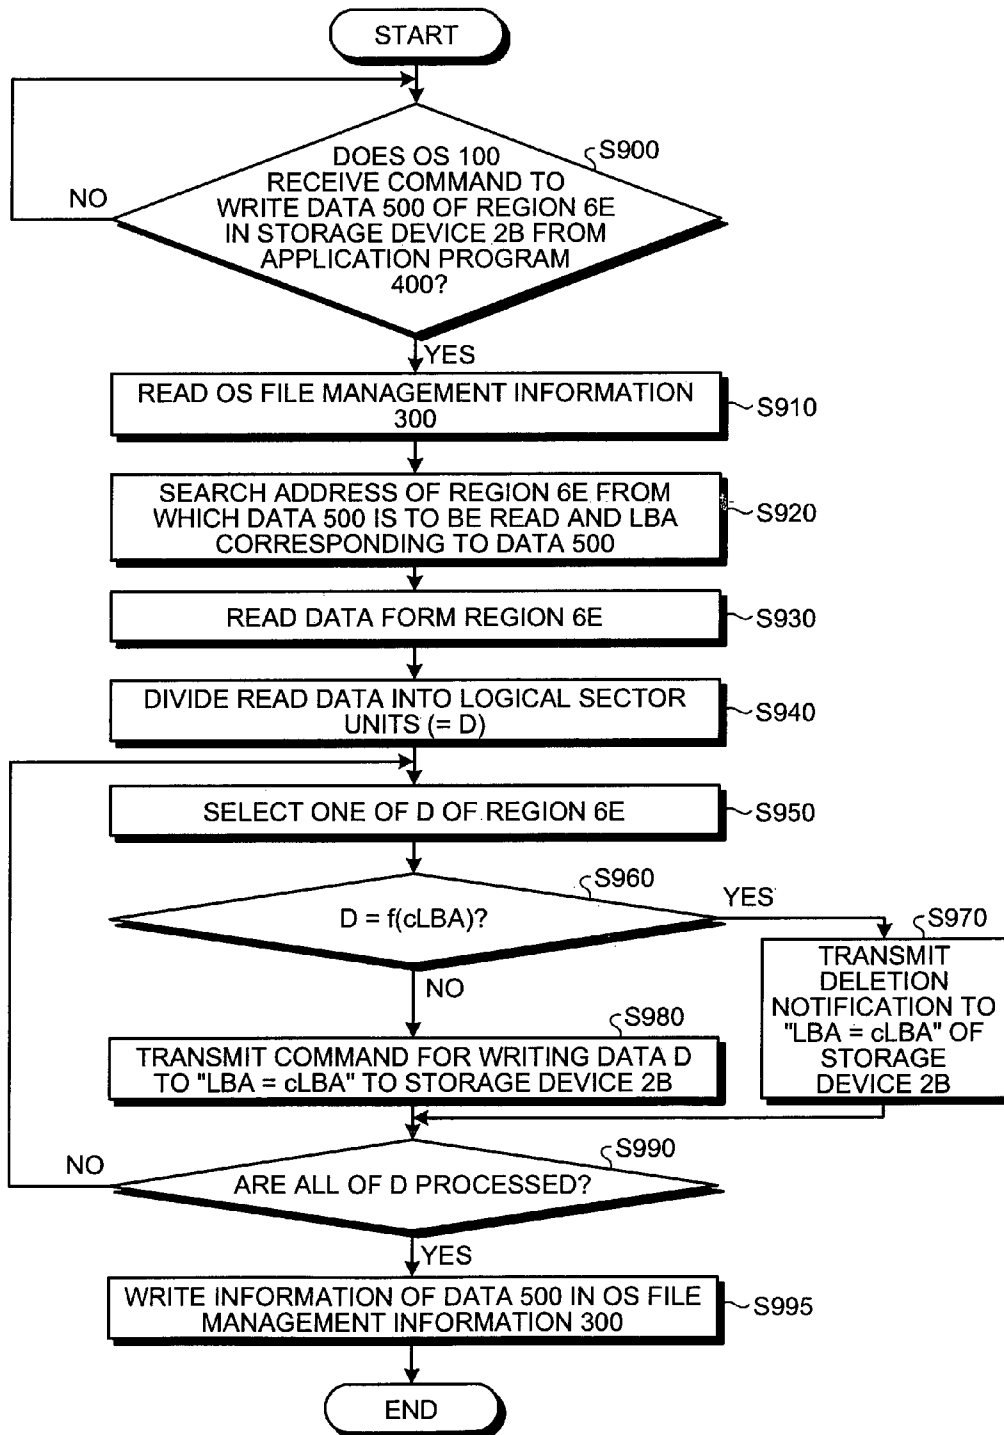 START
S900
DOES OS 100
RECEIVE COMMAND TO
WRITE DATA 500 OF REGION 6E
IN STORAGE DEVICE 2B FROM
APPLICATION PROGRAM
400?
NO
YES
READ OS FILE MANAGEMENT INFORMATION
300
S910
SEARCH ADDRESS OF REGION 6E FROM
WHICH DATA 500 IS TO BE READ AND LBA
CORRESPONDING TO DATA 500
S920
READ DATA FORM REGION 6E
S930
DIVIDE READ DATA INTO LOGICAL SECTOR
UNITS (= D)
S940
SELECT ONE OF D OF REGION 6E
S950
S960
D = f(cLBA)?
YES
NO
S970
TRANSMIT
DELETION
NOTIFICATION TO
"LBA = cLBA" OF
STORAGE
DEVICE 2B
S980
TRANSMIT COMMAND FOR WRITING DATA D
TO "LBA = cLBA" TO STORAGE DEVICE 2B
S990
NO
ARE ALL OF D PROCESSED?
YES
WRITE INFORMATION OF DATA 500 IN OS FILE
MANAGEMENT INFORMATION 300
S995
END